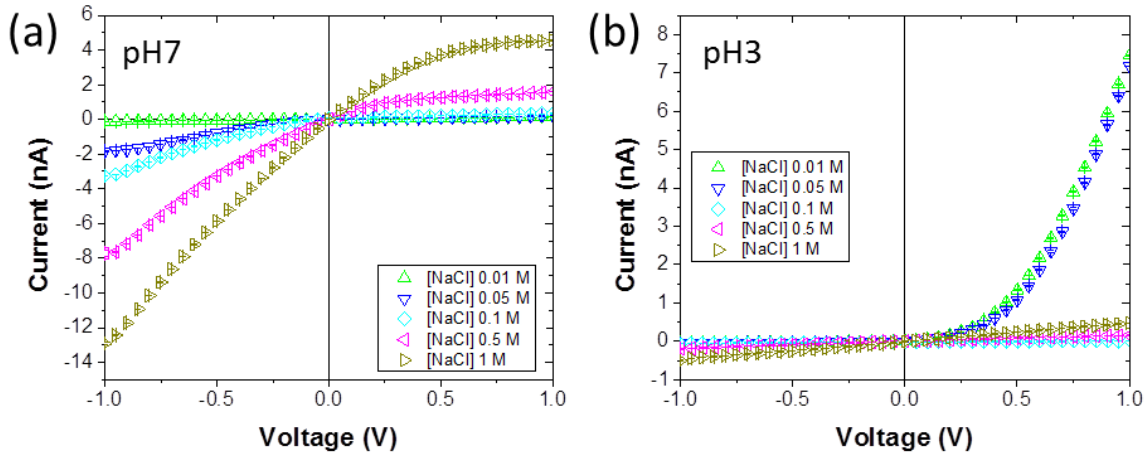 (a)
pH7
6
4
2
0
-2
-4
-6
-8
-10
-12
-14
Current (nA)
-1.0 -0.5 0.0 0.5 1.0
Voltage (V)
[NaCl] 0.01 M
[NaCl] 0.05 M
[NaCl] 0.1 M
[NaCl] 0.5 M
[NaCl] 1 M
(b)
pH3
8
7
6
5
4
3
2
1
0
-1
Current (nA)
-1.0 -0.5 0.0 0.5 1.0
Voltage (V)
[NaCl] 0.01 M
[NaCl] 0.05 M
[NaCl] 0.1 M
[NaCl] 0.5 M
[NaCl] 1 M